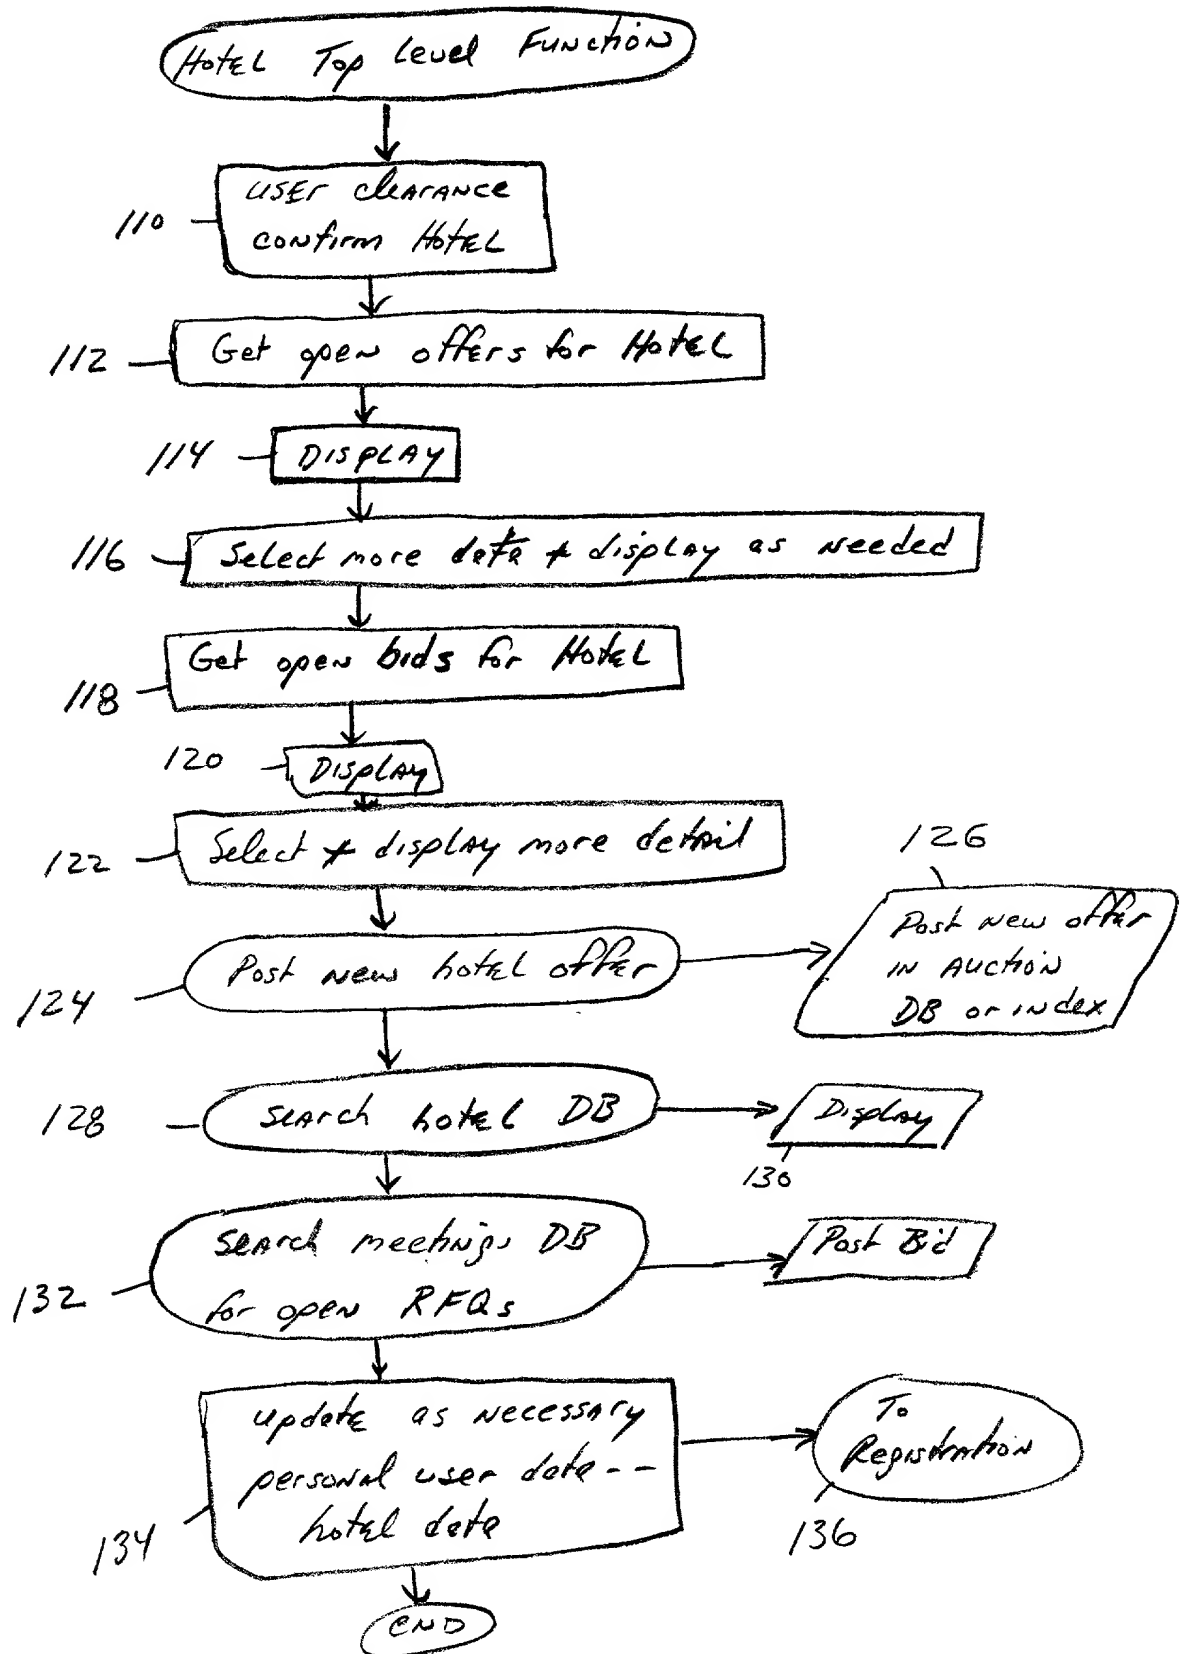 Hotel Top Level Function
110
user clearance
confirm Hotel
112
Get open offers for Hotel
114
Display
116
Select more data + display as needed
118
Get open bids for Hotel
120
Display
122
Select + display more detail
126
124
Post new hotel offer
Post new offer
in Auction
DB or index
128
Search hotel DB
Display
130
132
Search meetings DB
for open RFQs
Post Bid
134
update as necessary
personal user data --
hotel data
To
Registration
136
END